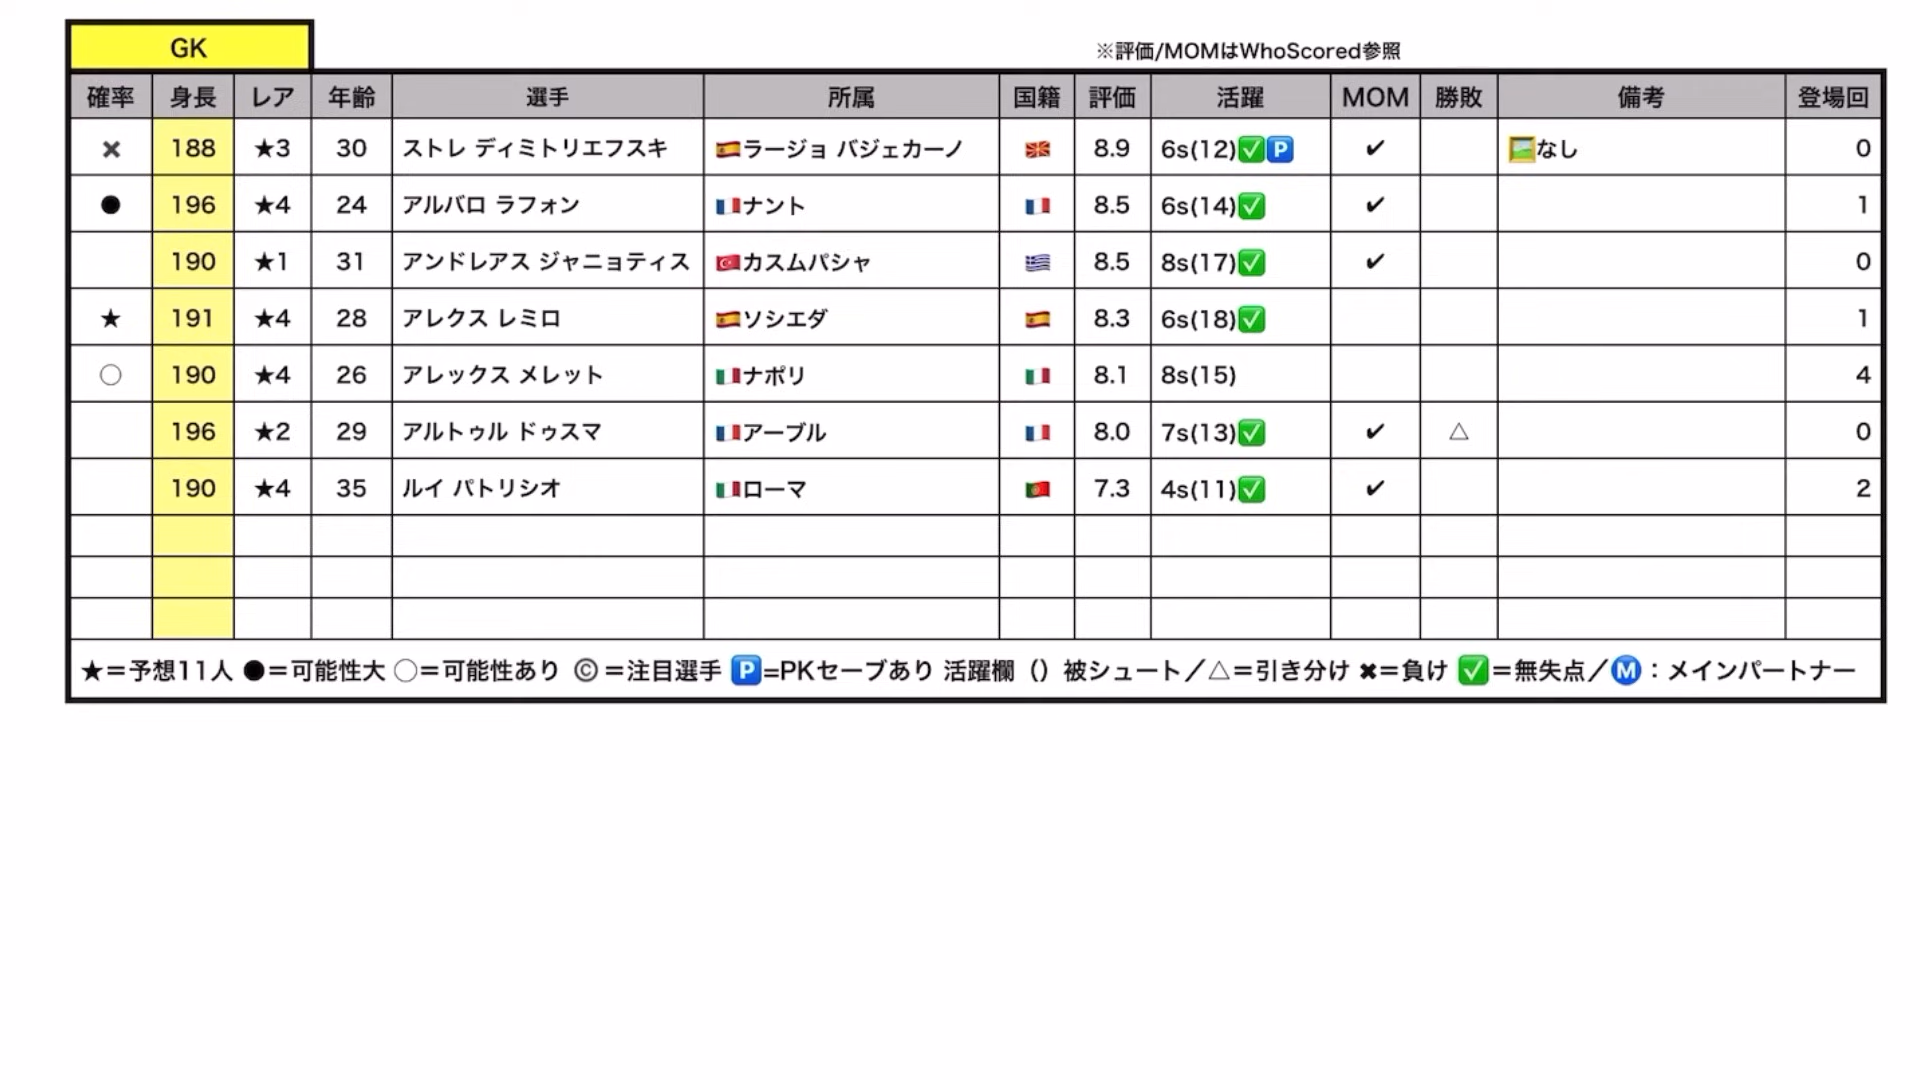 GK
※評価/MOMはWhoScored参照
確率 身長 レア 年齢 選手 所属 国籍 評価 活躍 MOM 勝敗 備考 登場回
✖ 188 ★3 30 ストレ ディミトリエフスキ 🇪🇸ラージョ バジェカーノ 🇲🇰 8.9 6s(12)✅🅿️ ✔ 🖼️なし 0
● 196 ★4 24 アルバロ ラフォン 🇫🇷ナント 🇫🇷 8.5 6s(14)✅ ✔ 1
190 ★1 31 アンドレアス ジャニョティス 🇹🇷カスムパシャ 🇬🇷 8.5 8s(17)✅ ✔ 0
★ 191 ★4 28 アレクス レミロ 🇪🇸ソシエダ 🇪🇸 8.3 6s(18)✅ 1
○ 190 ★4 26 アレックス メレット 🇮🇹ナポリ 🇮🇹 8.1 8s(15) 4
196 ★2 29 アルトゥル ドゥスマ 🇫🇷アーブル 🇫🇷 8.0 7s(13)✅ ✔ △ 0
190 ★4 35 ルイ パトリシオ 🇮🇹ローマ 🇵🇹 7.3 4s(11)✅ ✔ 2
★＝予想11人 ●＝可能性大 ○＝可能性あり ©＝注目選手 🅿️=PKセーブあり 活躍欄（）被シュート／△＝引き分け ✖＝負け ✅＝無失点／Ⓜ️：メインパートナー